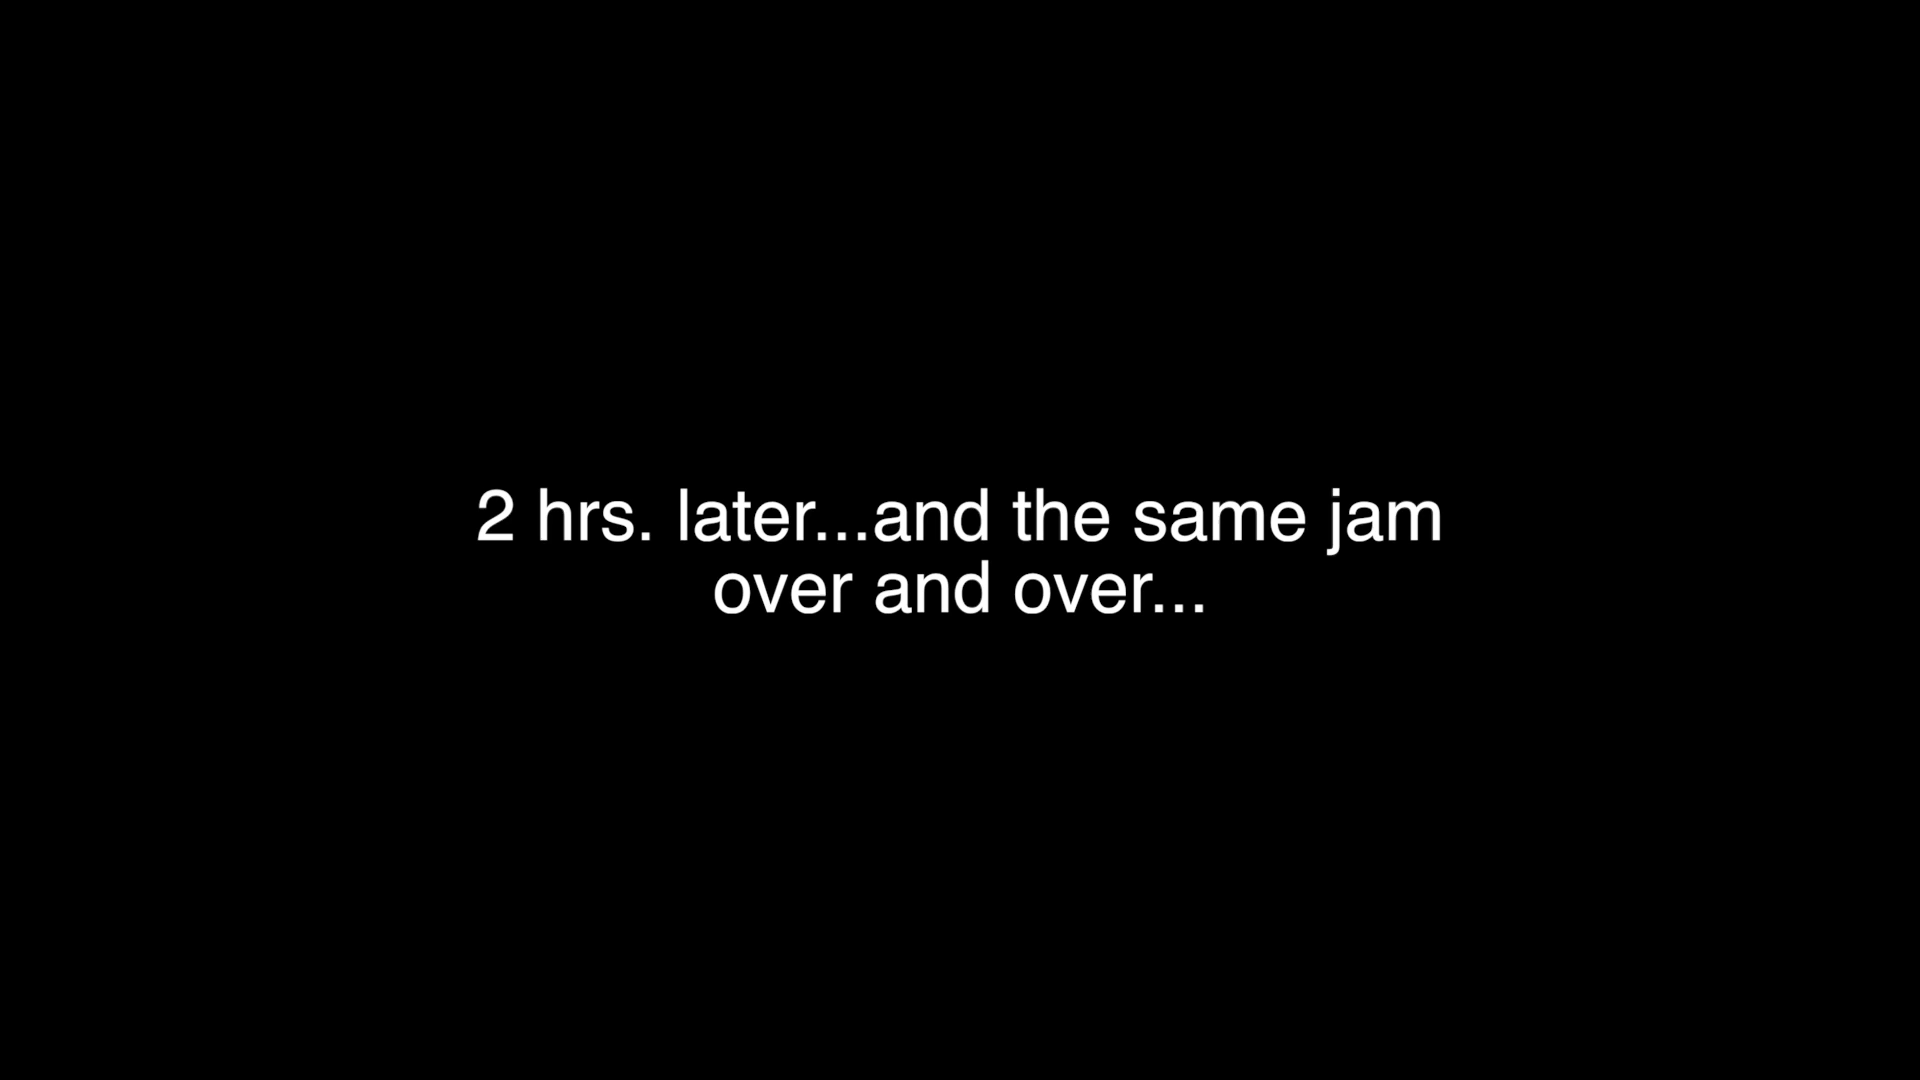 2 hrs. later...and the same jam
over and over...